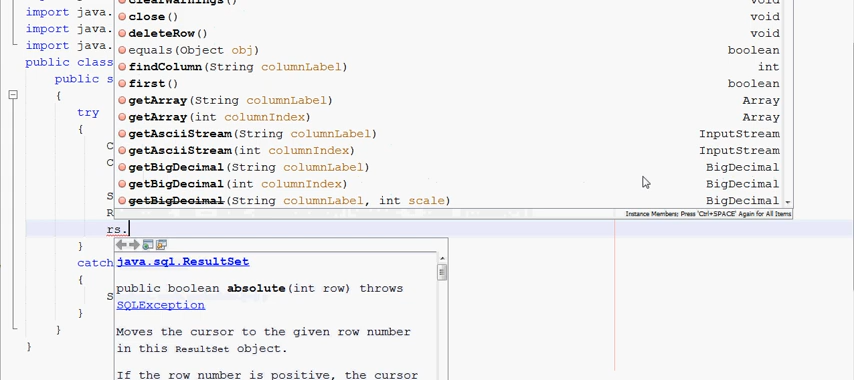 clearWarnings() void
import java. close() void
import java. deleteRow() void
import java. equals(Object obj) boolean
public class findColumn(String columnLabel) int
public s first() boolean
{ getArray(String columnLabel) Array
try getArray(int columnIndex) Array
{ getAsciiStream(String columnLabel) InputStream
C getAsciiStream(int columnIndex) InputStream
C getBigDecimal(String columnLabel) BigDecimal
getBigDecimal(int columnIndex) BigDecimal
S getBigDecimal(String columnLabel, int scale) BigDecimal
R Instance Members; Press 'Ctrl+SPACE' Again for All Items
rs.
}
catch java.sql.ResultSet
{
S public boolean absolute(int row) throws
} SQLException
} Moves the cursor to the given row number
} in this ResultSet object.
If the row number is positive, the cursor